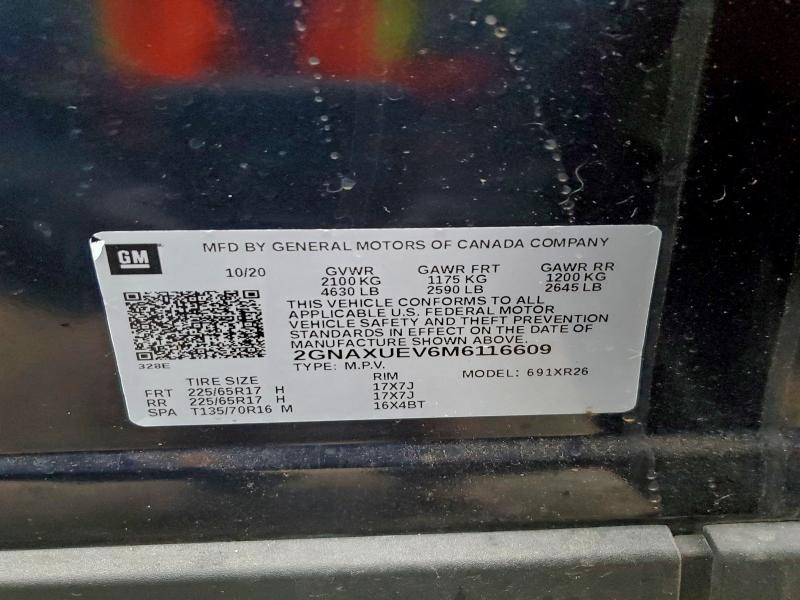 GM
MFD BY GENERAL MOTORS OF CANADA COMPANY
10/20 GVWR GAWR FRT GAWR RR
2100 KG 1175 KG 1200 KG
4630 LB 2590 LB 2645 LB
THIS VEHICLE CONFORMS TO ALL
APPLICABLE U.S. FEDERAL MOTOR
VEHICLE SAFETY AND THEFT PREVENTION
STANDARDS IN EFFECT ON THE DATE OF
MANUFACTURE SHOWN ABOVE.
2GNAXUEV6M6116609
328E
TYPE: M.P.V. MODEL: 691XR26
TIRE SIZE RIM
FRT 225/65R17 H 17X7J
RR 225/65R17 H 17X7J
SPA T135/70R16 M 16X4BT